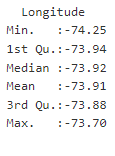 Longitude
Min.   :-74.25
1st Qu.:-73.94
Median :-73.92
Mean   :-73.91
3rd Qu.:-73.88
Max.   :-73.70